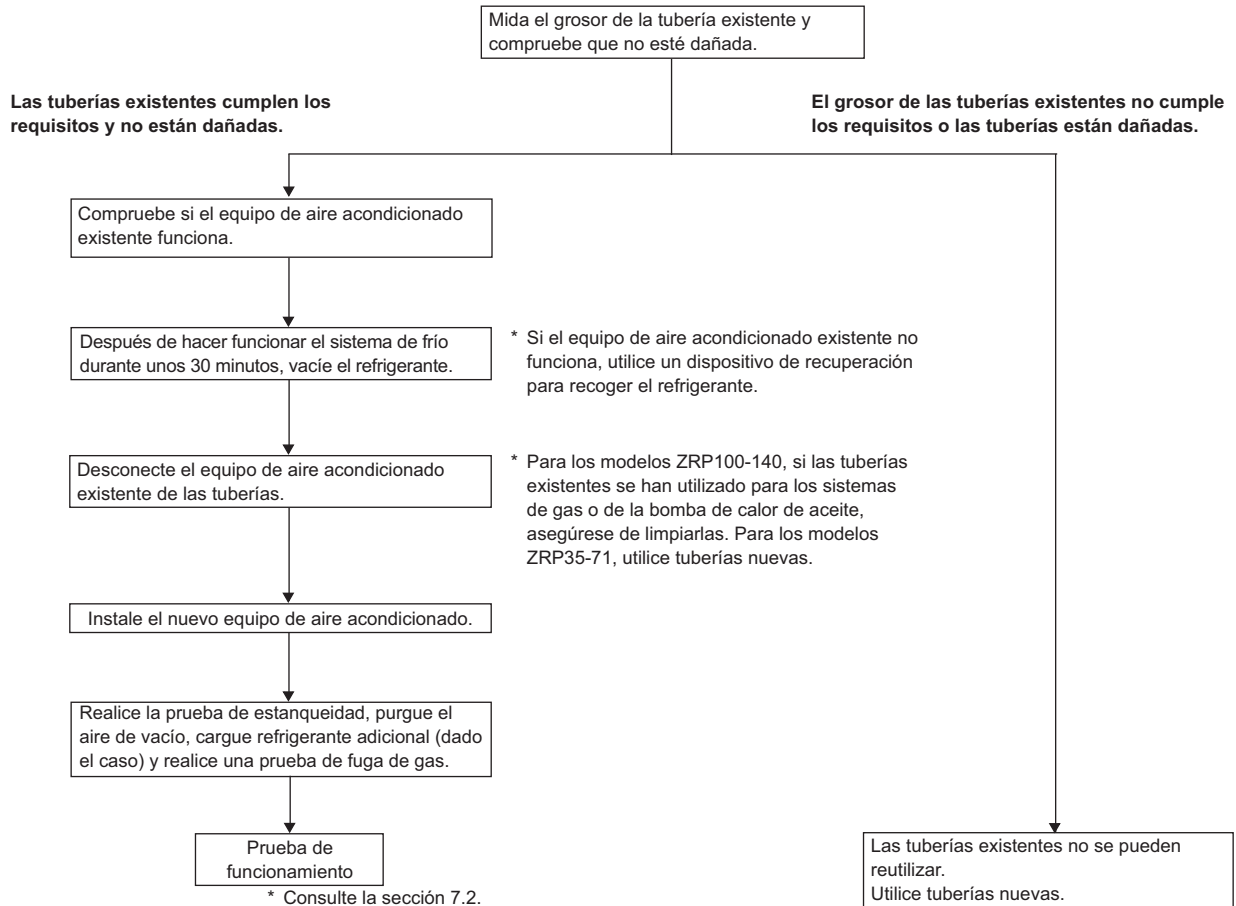 Mida el grosor de la tubería existente y
compruebe que no esté dañada.
Las tuberías existentes cumplen los
requisitos y no están dañadas.
El grosor de las tuberías existentes no cumple
los requisitos o las tuberías están dañadas.
Compruebe si el equipo de aire acondicionado
existente funciona.
Después de hacer funcionar el sistema de frío
durante unos 30 minutos, vacíe el refrigerante.
* Si el equipo de aire acondicionado existente no
funciona, utilice un dispositivo de recuperación
para recoger el refrigerante.
Desconecte el equipo de aire acondicionado
existente de las tuberías.
* Para los modelos ZRP100-140, si las tuberías
existentes se han utilizado para los sistemas
de gas o de la bomba de calor de aceite,
asegúrese de limpiarlas. Para los modelos
ZRP35-71, utilice tuberías nuevas.
Instale el nuevo equipo de aire acondicionado.
Realice la prueba de estanqueidad, purgue el
aire de vacío, cargue refrigerante adicional (dado
el caso) y realice una prueba de fuga de gas.
Prueba de
funcionamiento
* Consulte la sección 7.2.
Las tuberías existentes no se pueden
reutilizar.
Utilice tuberías nuevas.